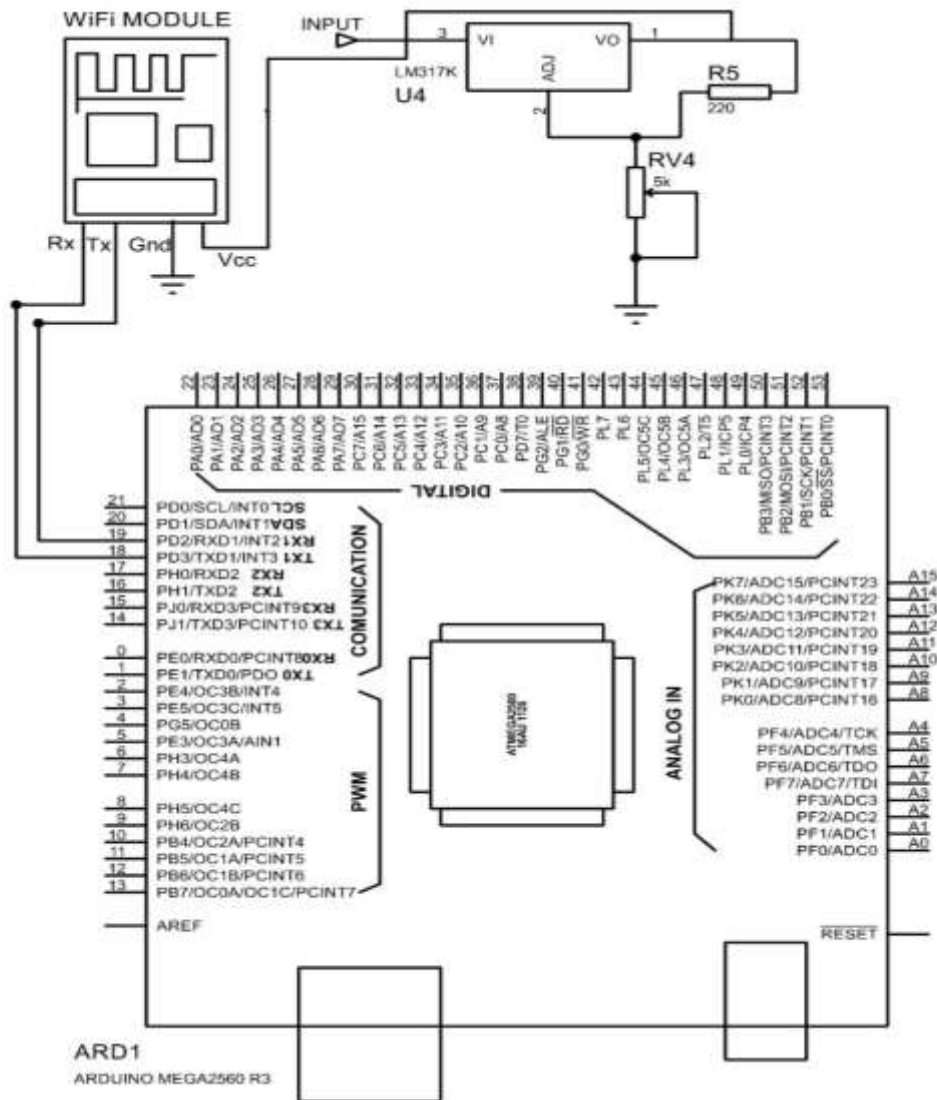 WiFi MODULE
INPUT
3
VI
VO
1
ADJ
LM317K
U4
2
R5
220
RV4
5k
Rx
Tx
Gnd
Vcc
22
23
24
25
26
27
28
29
30
31
32
33
34
35
36
37
38
39
40
41
42
43
44
45
46
47
48
49
50
51
52
53
PA0/AD0
PA1/AD1
PA2/AD2
PA3/AD3
PA4/AD4
PA5/AD5
PA6/AD6
PA7/AD7
PC7/A15
PC6/A14
PC5/A13
PC4/A12
PC3/A11
PC2/A10
PC1/A9
PC0/A8
PD7/T0
PG2/ALE
PG1/RD
PG0/WR
PL7
PL6
PL5/OC5C
PL4/OC5B
PL3/OC5A
PL2/T5
PL1/ICP5
PL0/ICP4
PB3/MISO/PCINT3
PB2/MOSI/PCINT2
PB1/SCK/PCINT1
PB0/SS/PCINT0
DIGITAL
21 PD0/SCL/INT0 SCL
20 PD1/SDA/INT1 SDA
19 PD2/RXD1/INT2 RX1
18 PD3/TXD1/INT3 TX1
17 PH0/RXD2 RX2
16 PH1/TXD2 TX2
15 PJ0/RXD3/PCINT9 RX3
14 PJ1/TXD3/PCINT10 TX3
0 PE0/RXD0/PCINT8 RX0
1 PE1/TXD0/PDO TX0
COMUNICATION
2 PE4/OC3B/INT4
3 PE5/OC3C/INT5
4 PG5/OC0B
5 PE3/OC3A/AIN1
6 PH3/OC4A
7 PH4/OC4B
8 PH5/OC4C
9 PH6/OC2B
10 PB4/OC2A/PCINT4
11 PB5/OC1A/PCINT5
12 PB6/OC1B/PCINT6
13 PB7/OC0A/OC1C/PCINT7
PWM
AREF
ATMEGA2560
16AU 1126
ANALOG IN
PK7/ADC15/PCINT23 A15
PK6/ADC14/PCINT22 A14
PK5/ADC13/PCINT21 A13
PK4/ADC12/PCINT20 A12
PK3/ADC11/PCINT19 A11
PK2/ADC10/PCINT18 A10
PK1/ADC9/PCINT17 A9
PK0/ADC8/PCINT16 A8
PF4/ADC4/TCK A4
PF5/ADC5/TMS A5
PF6/ADC6/TDO A6
PF7/ADC7/TDI A7
PF3/ADC3 A3
PF2/ADC2 A2
PF1/ADC1 A1
PF0/ADC0 A0
RESET
ARD1
ARDUINO MEGA2560 R3